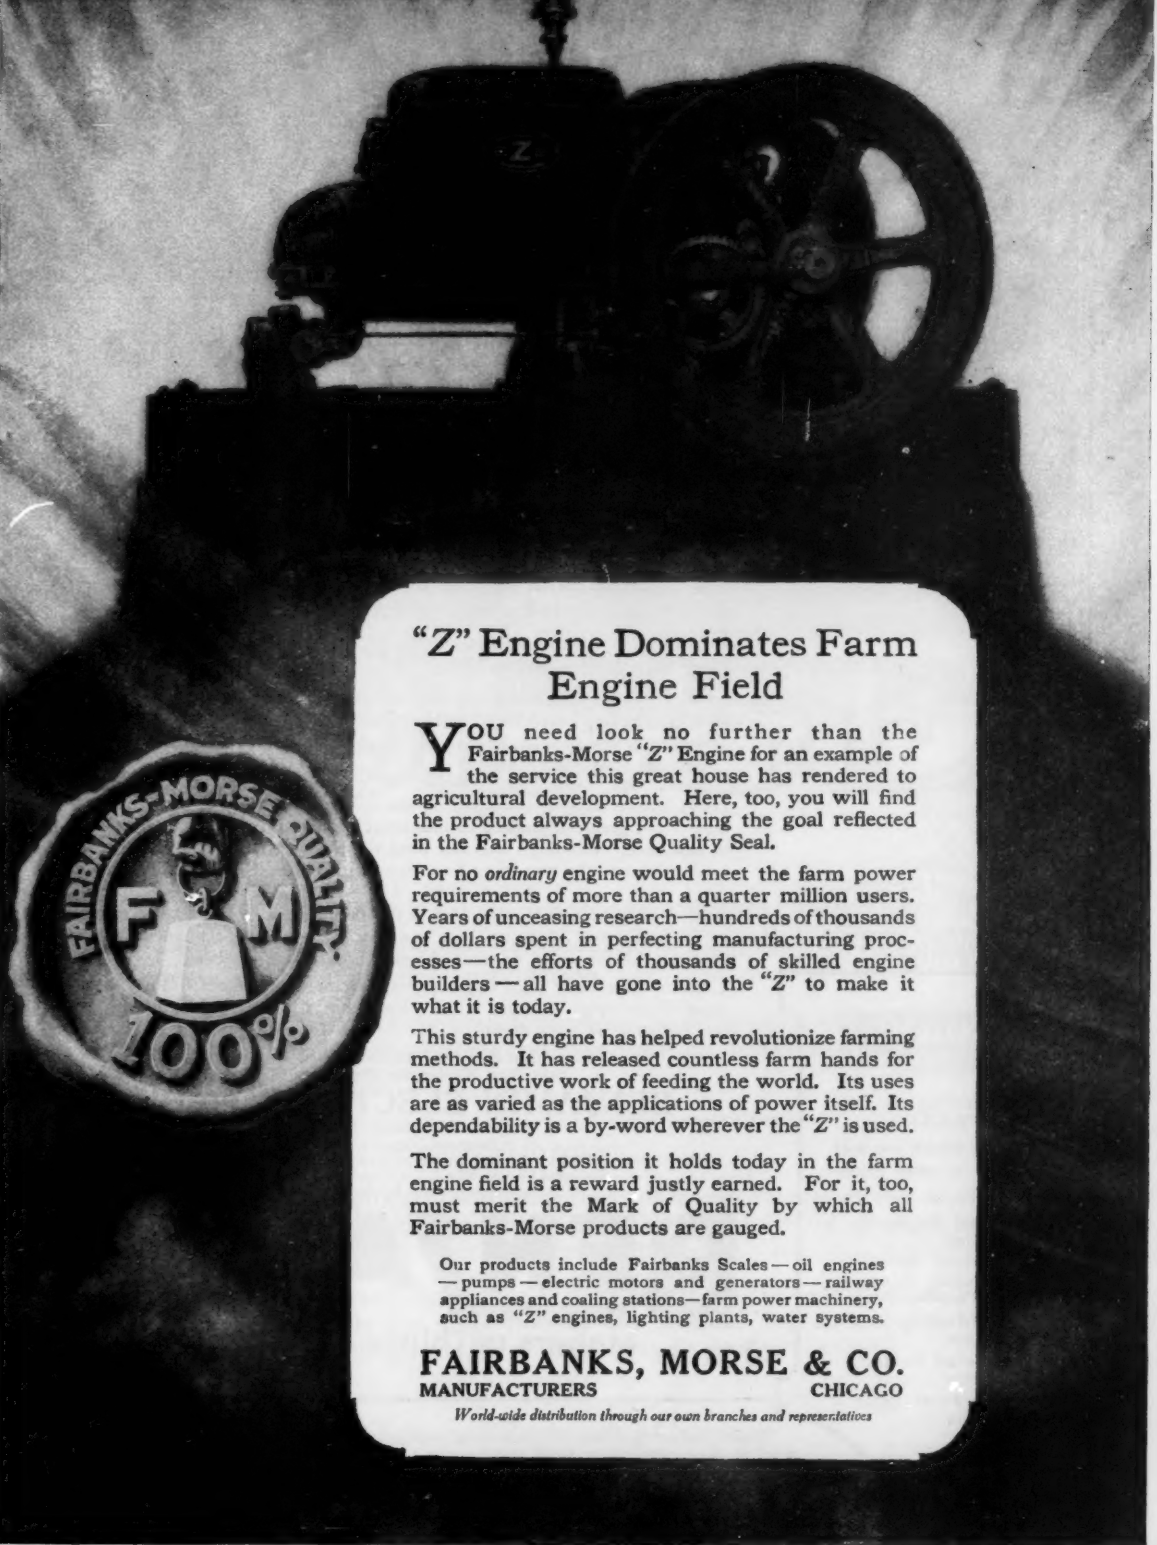 Z
"Z" Engine Dominates Farm
Engine Field
YOU need look no further than the
Fairbanks-Morse "Z" Engine for an example of
the service this great house has rendered to
agricultural development. Here, too, you will find
the product always approaching the goal reflected
in the Fairbanks-Morse Quality Seal.
For no ordinary engine would meet the farm power
requirements of more than a quarter million users.
Years of unceasing research—hundreds of thousands
of dollars spent in perfecting manufacturing proc-
esses—the efforts of thousands of skilled engine
builders—all have gone into the "Z" to make it
what it is today.
This sturdy engine has helped revolutionize farming
methods. It has released countless farm hands for
the productive work of feeding the world. Its uses
are as varied as the applications of power itself. Its
dependability is a by-word wherever the "Z" is used.
The dominant position it holds today in the farm
engine field is a reward justly earned. For it, too,
must merit the Mark of Quality by which all
Fairbanks-Morse products are gauged.
Our products include Fairbanks Scales—oil engines
—pumps—electric motors and generators—railway
appliances and coaling stations—farm power machinery,
such as "Z" engines, lighting plants, water systems.
FAIRBANKS, MORSE & CO.
MANUFACTURERS CHICAGO
World-wide distribution through our own branches and representatives
FAIRBANKS-MORSE QUALITY
F M
100%